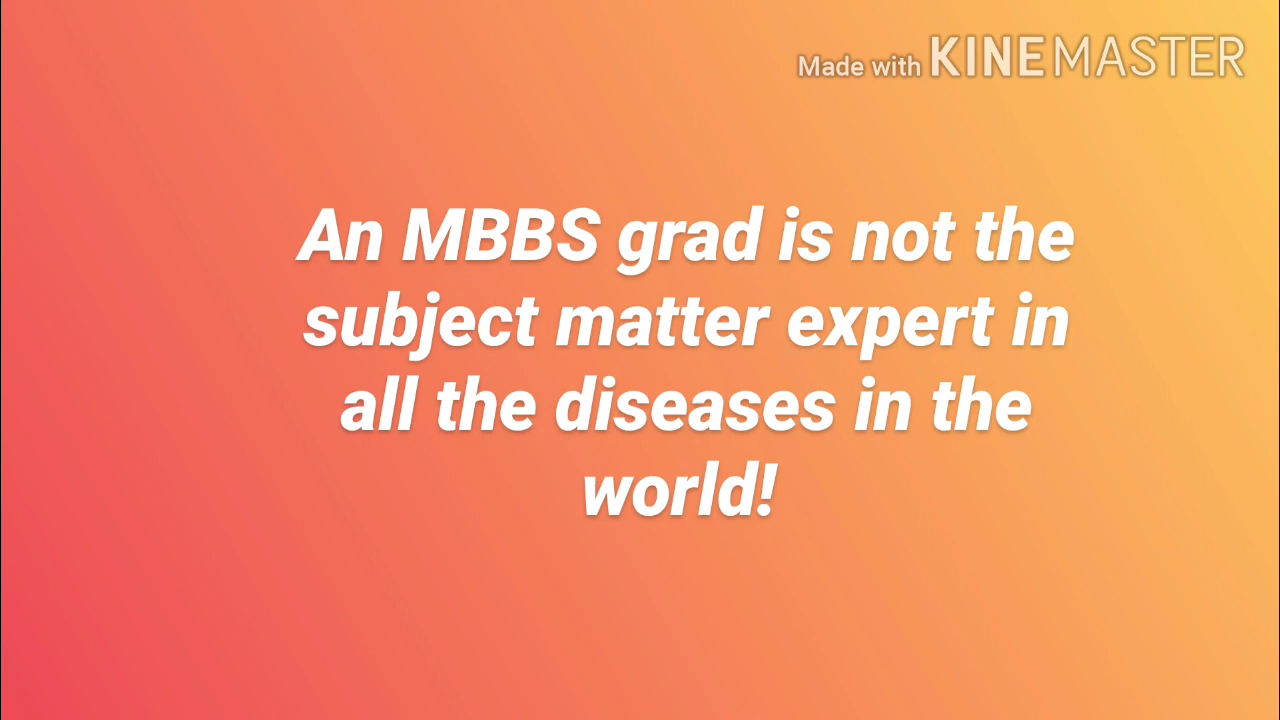 Made with KINEMASTER
An MBBS grad is not the
subject matter expert in
all the diseases in the
world!